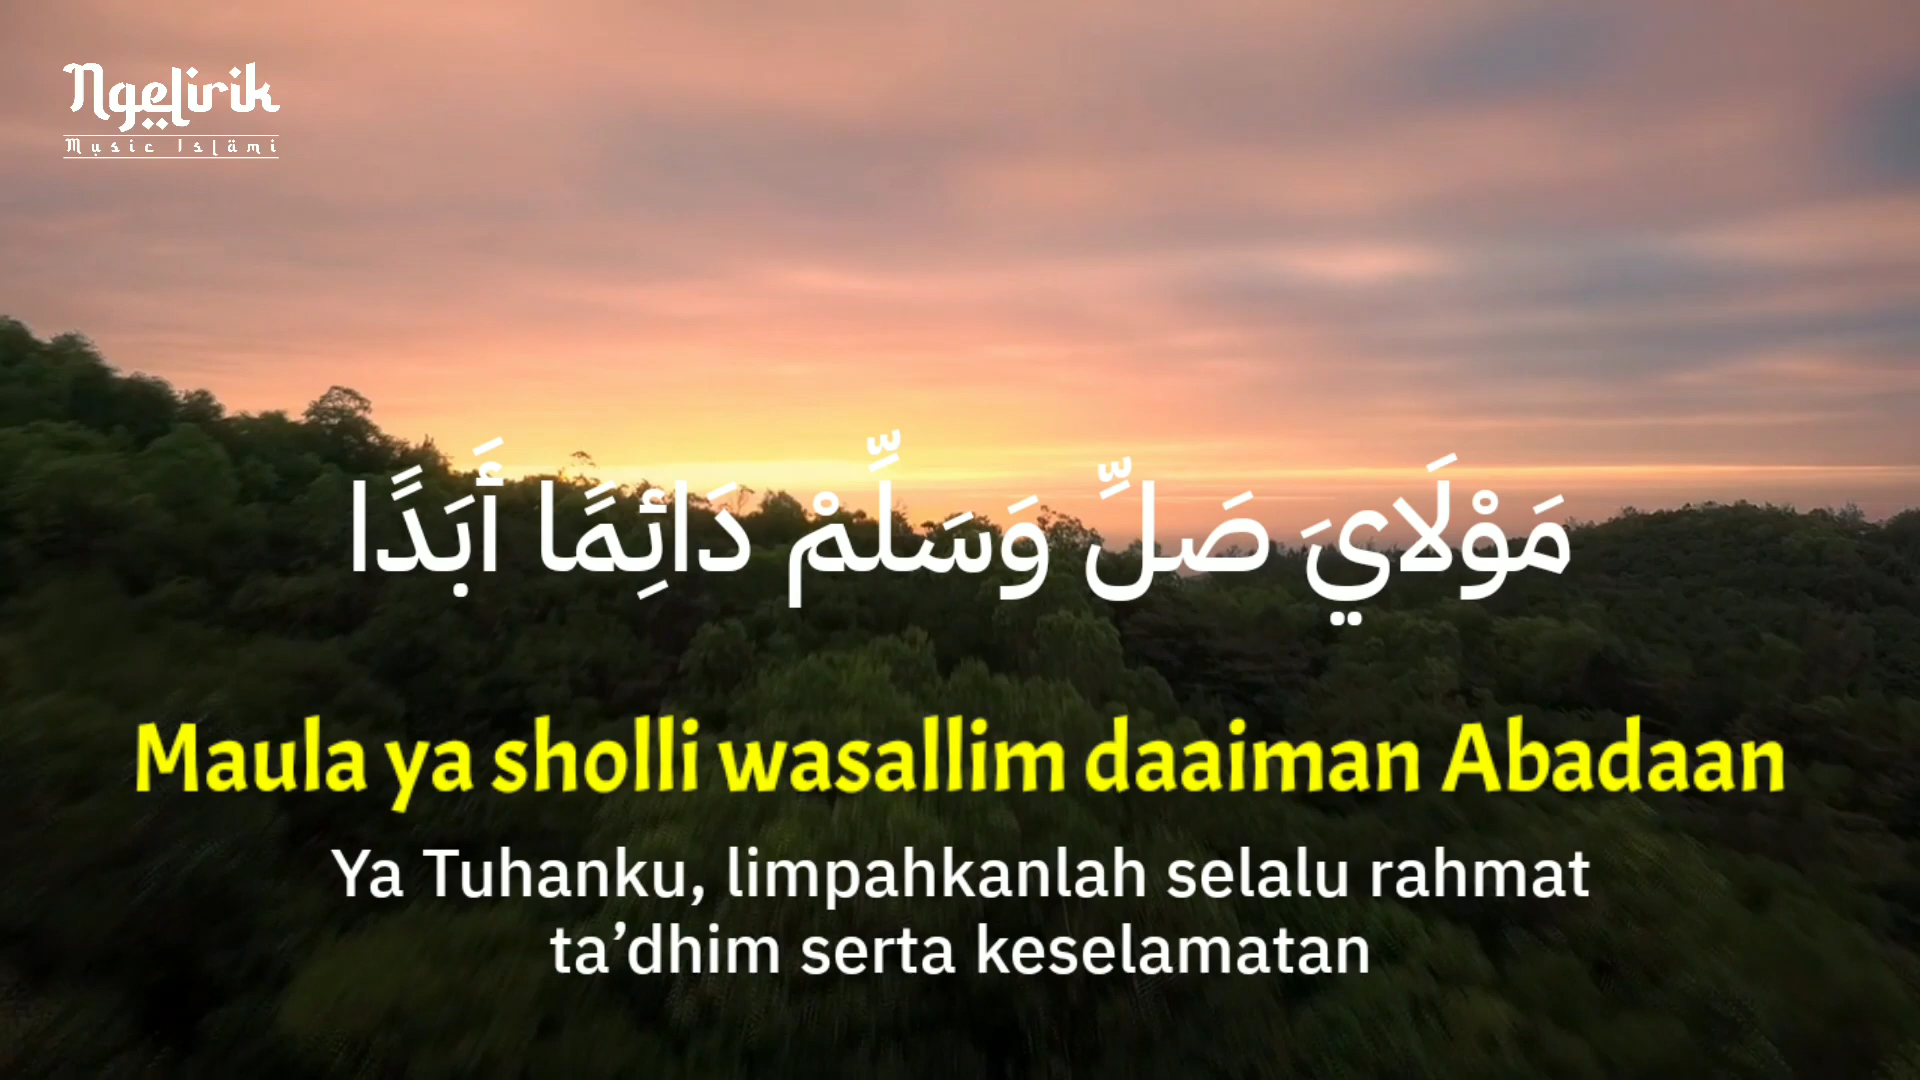 Ngelirik
Music Islämi
مَوْلَايَ صَلِّ وَسَلِّمْ دَائِمًا أَبَدًا
Maula ya sholli wasallim daaiman Abadaan
Ya Tuhanku, limpahkanlah selalu rahmat
ta’dhim serta keselamatan